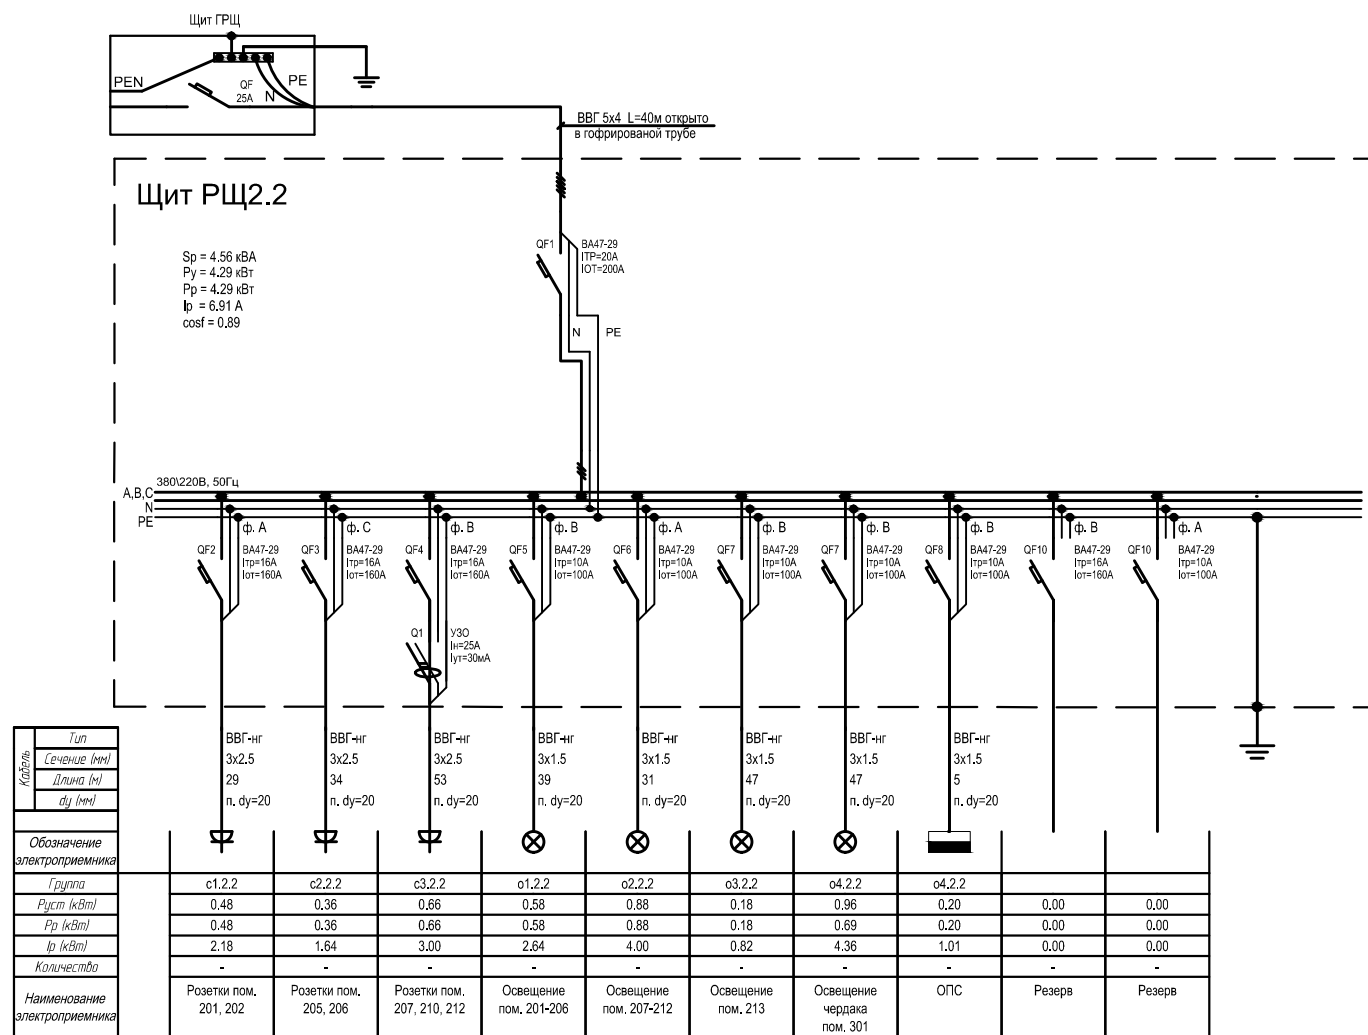 Щит ГРЩ
PEN
QF
25A
N
PE
ВВГ 5х4 L=40м открыто
в гофрированой трубе
Щит РЩ2.2
Sp = 4.56 кВА
Py = 4.29 кВт
Pp = 4.29 кВт
Ip = 6.91 А
cosf = 0.89
QF1
ВА47-29
IТР=20А
IОТ=200А
N
PE
380\220В, 50Гц
A,B,C
N
PE
ф. А
ф. С
ф. В
ф. В
ф. А
ф. В
ф. В
ф. В
ф. В
ф. А
QF2
ВА47-29
Iтр=16А
Iот=160А
QF3
ВА47-29
Iтр=16А
Iот=160А
QF4
ВА47-29
Iтр=16А
Iот=160А
QF5
ВА47-29
Iтр=10А
Iот=100А
QF6
ВА47-29
Iтр=10А
Iот=100А
QF7
ВА47-29
Iтр=10А
Iот=100А
QF7
ВА47-29
Iтр=10А
Iот=100А
QF8
ВА47-29
Iтр=10А
Iот=100А
QF10
ВА47-29
Iтр=16А
Iот=160А
QF10
ВА47-29
Iтр=10А
Iот=100А
Q1
УЗО
Iн=25А
Iут=30мА
Кабель
Тип ВВГ-нг ВВГ-нг ВВГ-нг ВВГ-нг ВВГ-нг ВВГ-нг ВВГ-нг ВВГ-нг
Сечение (мм) 3х2.5 3х2.5 3х2.5 3х1.5 3х1.5 3х1.5 3х1.5 3х1.5
Длина (м) 29 34 53 39 31 47 47 5
dy (мм) п. dy=20 п. dy=20 п. dy=20 п. dy=20 п. dy=20 п. dy=20 п. dy=20 п. dy=20
Обозначение
электроприемника
Группа с1.2.2 с2.2.2 с3.2.2 о1.2.2 о2.2.2 о3.2.2 о4.2.2 о4.2.2
Руст (кВт) 0.48 0.36 0.66 0.58 0.88 0.18 0.96 0.20 0.00 0.00
Рр (кВт) 0.48 0.36 0.66 0.58 0.88 0.18 0.69 0.20 0.00 0.00
Iр (кВт) 2.18 1.64 3.00 2.64 4.00 0.82 4.36 1.01 0.00 0.00
Количество - - - - - - - - - -
Наименование
электроприемника
Розетки пом.
201, 202
Розетки пом.
205, 206
Розетки пом.
207, 210, 212
Освещение
пом. 201-206
Освещение
пом. 207-212
Освещение
пом. 213
Освещение
чердака
пом. 301
ОПС
Резерв
Резерв